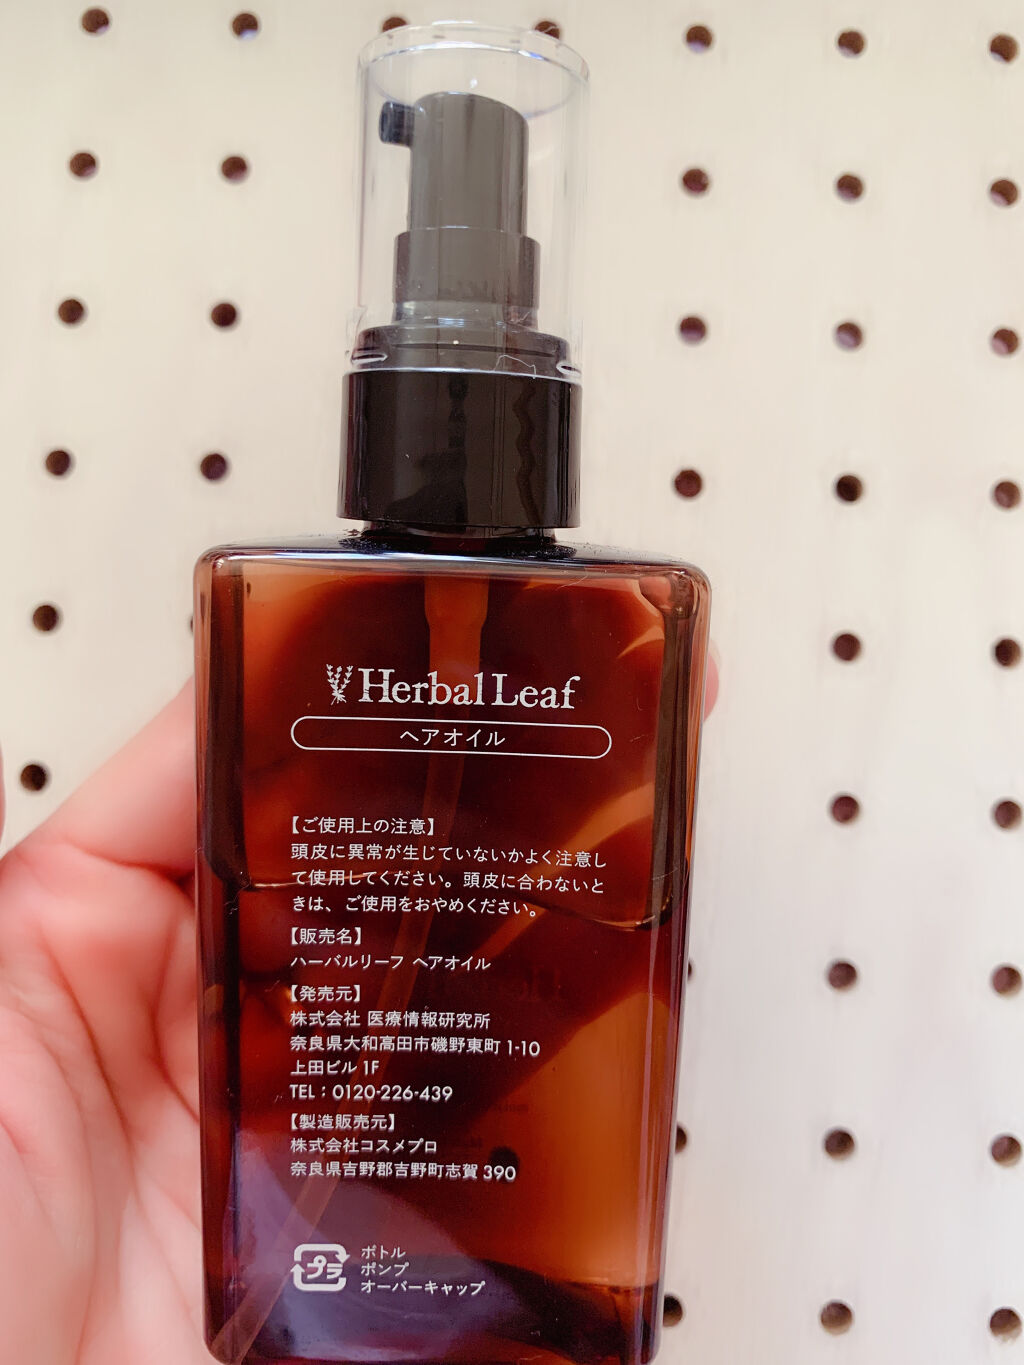 Herbal Leaf
ヘアオイル
【ご使用上の注意】
頭皮に異常が生じていないかよく注意し
て使用してください。頭皮に合わないと
きは、ご使用をおやめください。
【販売名】
ハーバルリーフ ヘアオイル
【発売元】
株式会社 医療情報研究所
奈良県大和高田市磯野東町 1-10
上田ビル 1F
TEL：0120-226-439
【製造販売元】
株式会社コスメプロ
奈良県吉野郡吉野町志賀 390
プラ
ボトル
ポンプ
オーバーキャップ